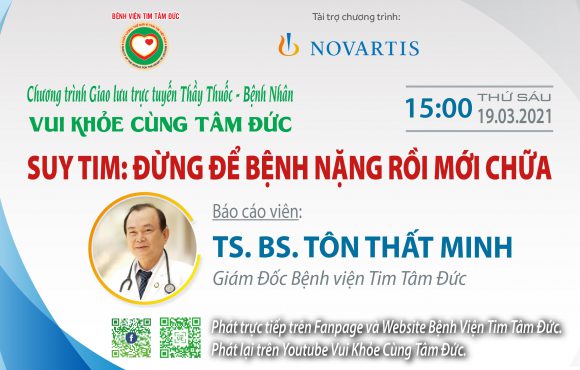 BỆNH VIỆN TIM TÂM ĐỨC
Tài trợ chương trình:
NOVARTIS
Chương trình Giao lưu trực tuyến Thầy Thuốc - Bệnh Nhân
VUI KHỎE CÙNG TÂM ĐỨC
15:00
THỨ SÁU
19.03.2021
SUY TIM: ĐỪNG ĐỂ BỆNH NẶNG RỒI MỚI CHỮA
Báo cáo viên:
TS. BS. TÔN THẤT MINH
Giám Đốc Bệnh viện Tim Tâm Đức
Phát trực tiếp trên Fanpage và Website Bệnh Viện Tim Tâm Đức.
Phát lại trên Youtube Vui Khỏe Cùng Tâm Đức.